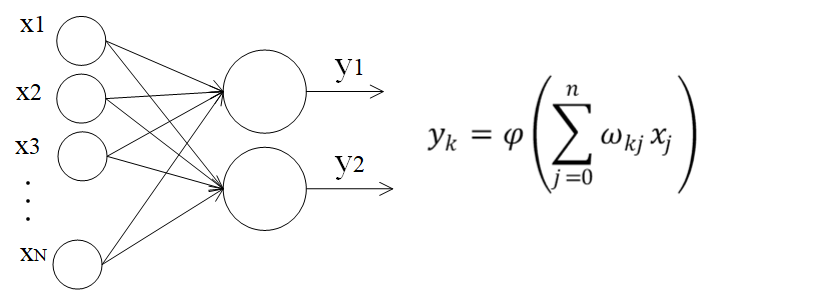 x1
x2
x3
xN
y1
y2
y_k = φ(∑_{j=0}^{n} ω_{kj} x_j)